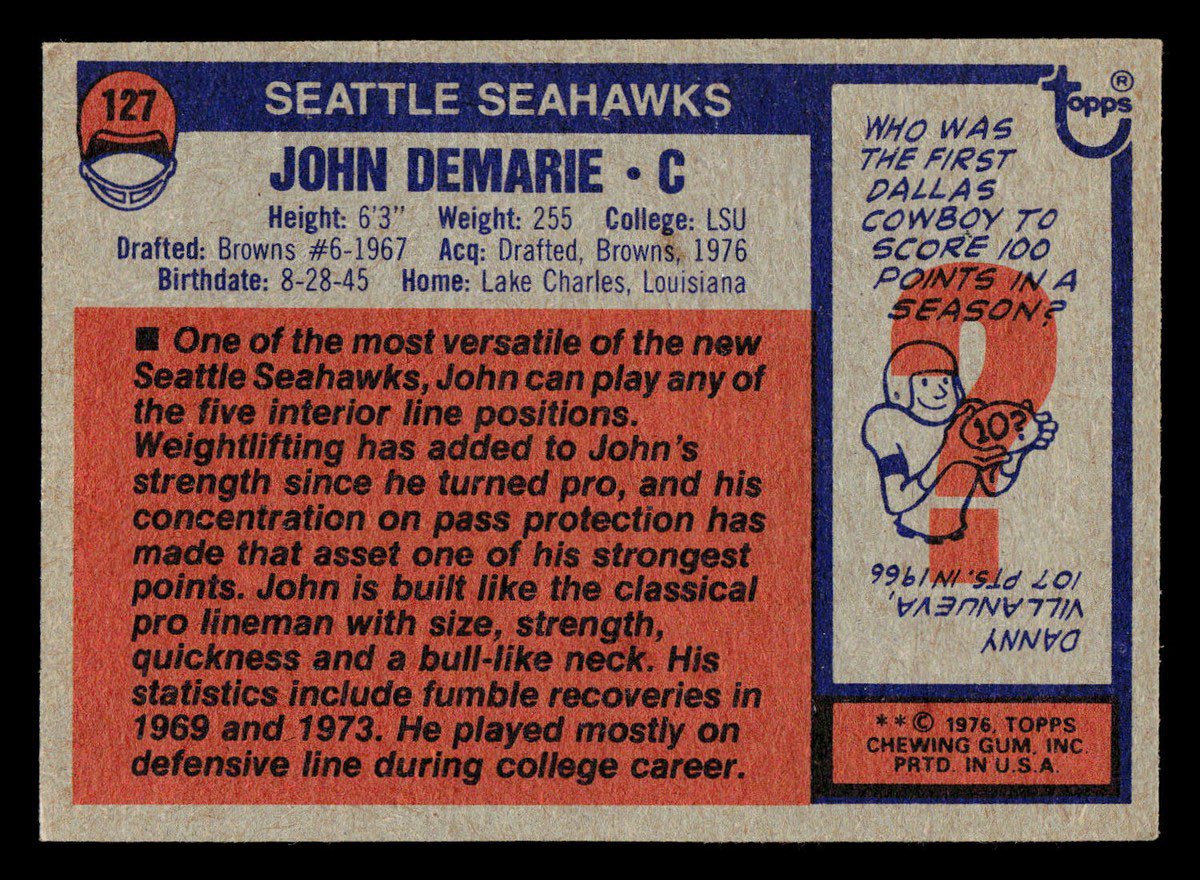 127
SEATTLE SEAHAWKS
JOHN DEMARIE • C
Height: 6'3" Weight: 255 College: LSU
Drafted: Browns #6-1967 Acq: Drafted, Browns, 1976
Birthdate: 8-28-45 Home: Lake Charles, Louisiana
■ One of the most versatile of the new
Seattle Seahawks, John can play any of
the five interior line positions.
Weightlifting has added to John's
strength since he turned pro, and his
concentration on pass protection has
made that asset one of his strongest
points. John is built like the classical
pro lineman with size, strength,
quickness and a bull-like neck. His
statistics include fumble recoveries in
1969 and 1973. He played mostly on
defensive line during college career.
topps®
WHO WAS
THE FIRST
DALLAS
COWBOY TO
SCORE 100
POINTS IN A
SEASON?
?
10?
DANNY
VILLANUEVA,
107 PTS. IN 1966
**© 1976, TOPPS
CHEWING GUM, INC.
PRTD. IN U.S.A.